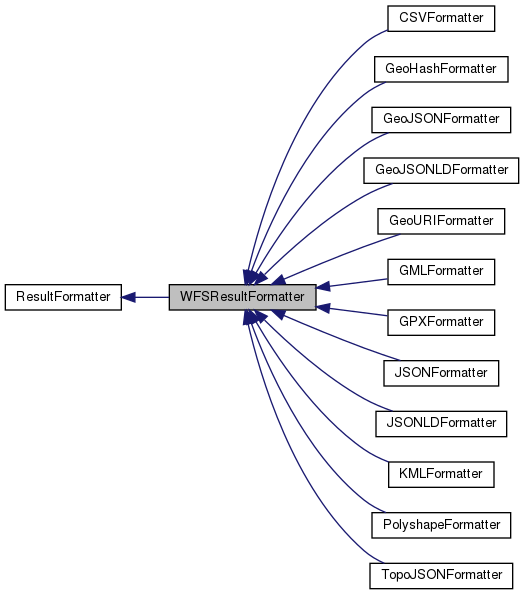 CSVFormatter
GeoHashFormatter
GeoJSONFormatter
GeoJSONLDFormatter
GeoURIFormatter
GMLFormatter
ResultFormatter
WFSResultFormatter
GPXFormatter
JSONFormatter
JSONLDFormatter
KMLFormatter
PolyshapeFormatter
TopoJSONFormatter